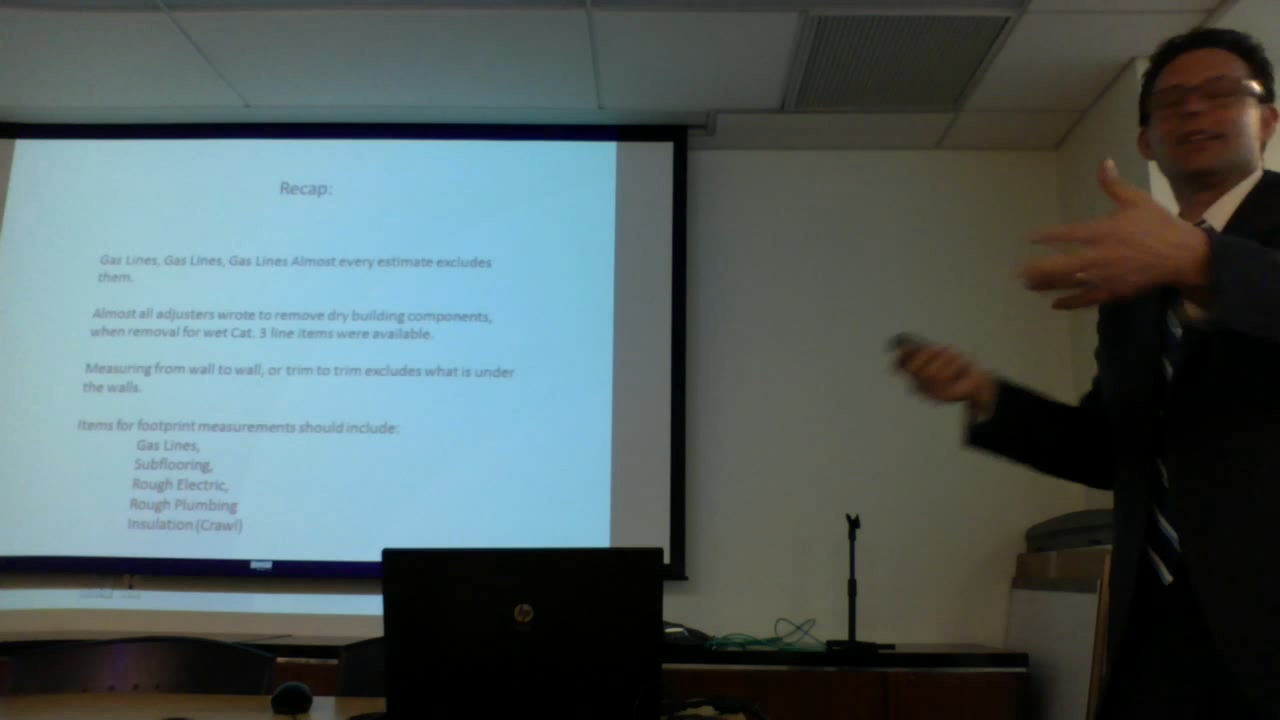 Recap:
Gas Lines, Gas Lines, Gas Lines Almost every estimate excludes
them.
Almost all adjusters wrote to remove dry building components,
when removal for wet Cat. 3 line items were available.
Measuring from wall to wall, or trim to trim excludes what is under
the walls.
Items for footprint measurements should include:
Gas Lines,
Subflooring,
Rough Electric,
Rough Plumbing
Insulation (Crawl)
hp